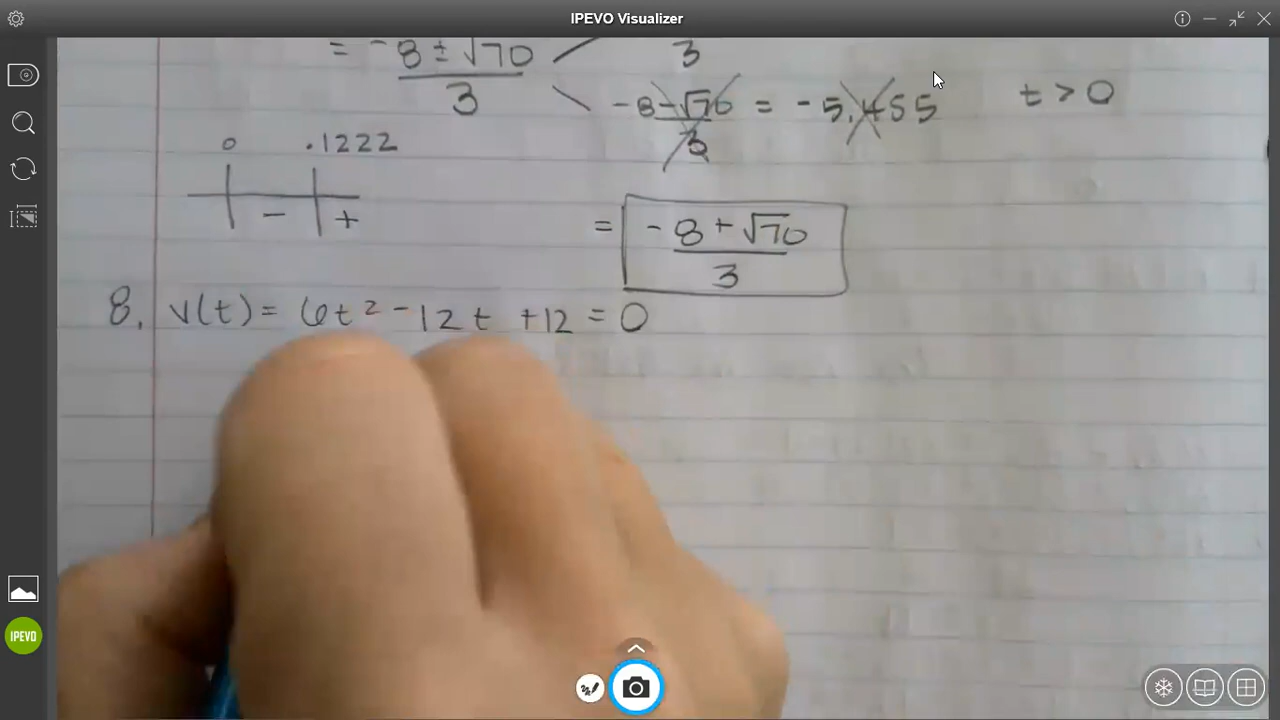 IPEVO Visualizer
= -8 ± √70 / 3
3
-8 - √70 / 3 = -5.455 t > 0
0 .1222
- +
= -8 + √70 / 3
8. v(t) = 6t² - 12t + 12 = 0
IPEVO